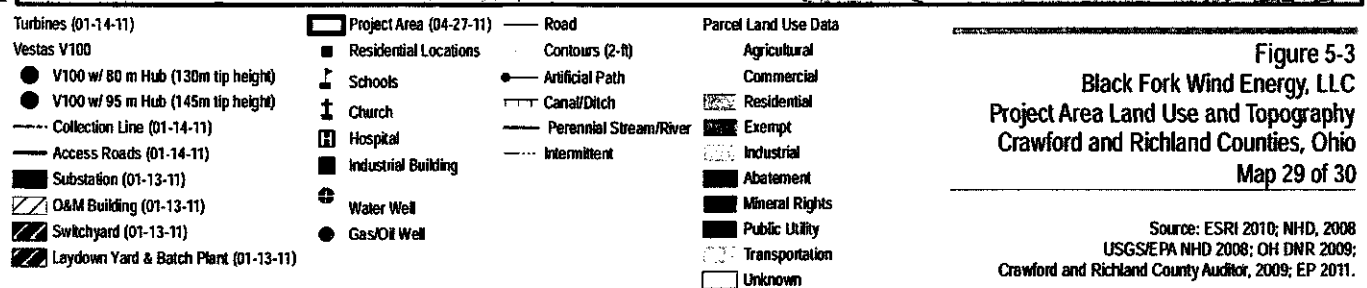 Turbines (01-14-11)
Vestas V100
V100 w/ 80 m Hub (130m tip height)
V100 w/ 95 m Hub (145m tip height)
Collection Line (01-14-11)
Access Roads (01-14-11)
Substation (01-13-11)
O&M Building (01-13-11)
Switchyard (01-13-11)
Laydown Yard & Batch Plant (01-13-11)
Project Area (04-27-11)
Residential Locations
Schools
Church
H Hospital
Industrial Building
Water Well
Gas/Oil Well
Road
Contours (2-ft)
Artificial Path
Canal/Ditch
Perennial Stream/River
Intermittent
Parcel Land Use Data
Agricultural
Commercial
Residential
Exempt
Industrial
Abatement
Mineral Rights
Public Utility
Transportation
Unknown
Figure 5-3
Black Fork Wind Energy, LLC
Project Area Land Use and Topography
Crawford and Richland Counties, Ohio
Map 29 of 30
Source: ESRI 2010; NHD, 2008
USGS/EPA NHD 2008; OH DNR 2009;
Crawford and Richland County Auditor, 2009; EP 2011.